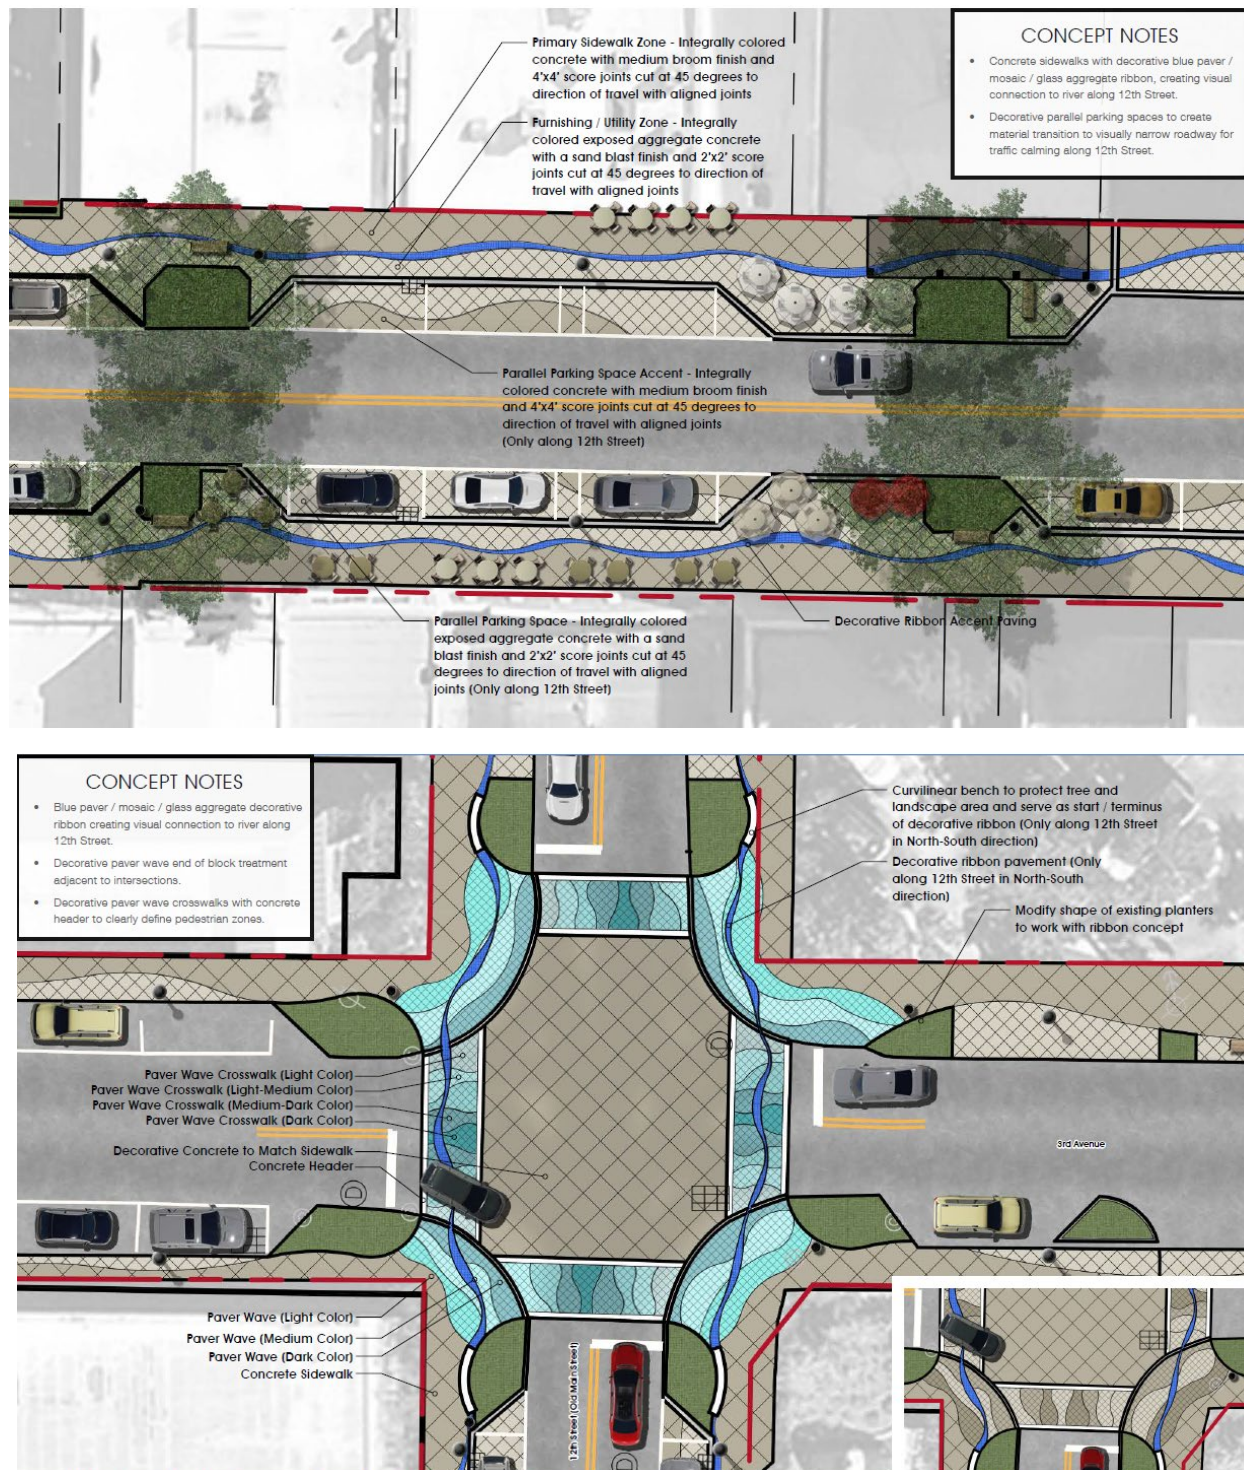 Primary Sidewalk Zone - Integrally colored
concrete with medium broom finish and
4'x4' score joints cut at 45 degrees to
direction of travel with aligned joints
Furnishing / Utility Zone - Integrally
colored exposed aggregate concrete
with a sand blast finish and 2'x2' score
joints cut at 45 degrees to direction of
travel with aligned joints
CONCEPT NOTES
• Concrete sidewalks with decorative blue paver /
mosaic / glass aggregate ribbon, creating visual
connection to river along 12th Street.
• Decorative parallel parking spaces to create
material transition to visually narrow roadway for
traffic calming along 12th Street.
Parallel Parking Space Accent - Integrally
colored concrete with medium broom finish
and 4'x4' score joints cut at 45 degrees to
direction of travel with aligned joints
(Only along 12th Street)
Parallel Parking Space - Integrally colored
exposed aggregate concrete with a sand
blast finish and 2'x2' score joints cut at 45
degrees to direction of travel with aligned
joints (Only along 12th Street)
Decorative Ribbon Accent Paving
CONCEPT NOTES
• Blue paver / mosaic / glass aggregate decorative
ribbon creating visual connection to river along
12th Street.
• Decorative paver wave end of block treatment
adjacent to intersections.
• Decorative paver wave crosswalks with concrete
header to clearly define pedestrian zones.
Curvilinear bench to protect tree and
landscape area and serve as start / terminus
of decorative ribbon (Only along 12th Street
in North-South direction)
Decorative ribbon pavement (Only
along 12th Street in North-South
direction)
Modify shape of existing planters
to work with ribbon concept
Paver Wave Crosswalk (Light Color)
Paver Wave Crosswalk (Light-Medium Color)
Paver Wave Crosswalk (Medium-Dark Color)
Paver Wave Crosswalk (Dark Color)
Decorative Concrete to Match Sidewalk
Concrete Header
3rd Avenue
Paver Wave (Light Color)
Paver Wave (Medium Color)
Paver Wave (Dark Color)
Concrete Sidewalk
12th Street (Old Main Street)
D
D
D